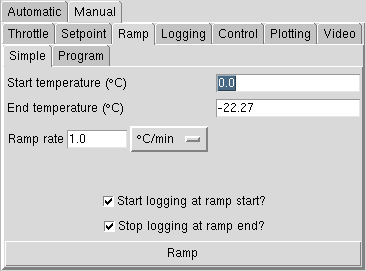 Automatic Manual
Throttle Setpoint Ramp Logging Control Plotting Video
Simple Program
Start temperature (°C) 0.0
End temperature (°C) -22.27
Ramp rate 1.0 °C/min
Start logging at ramp start?
Stop logging at ramp end?
Ramp